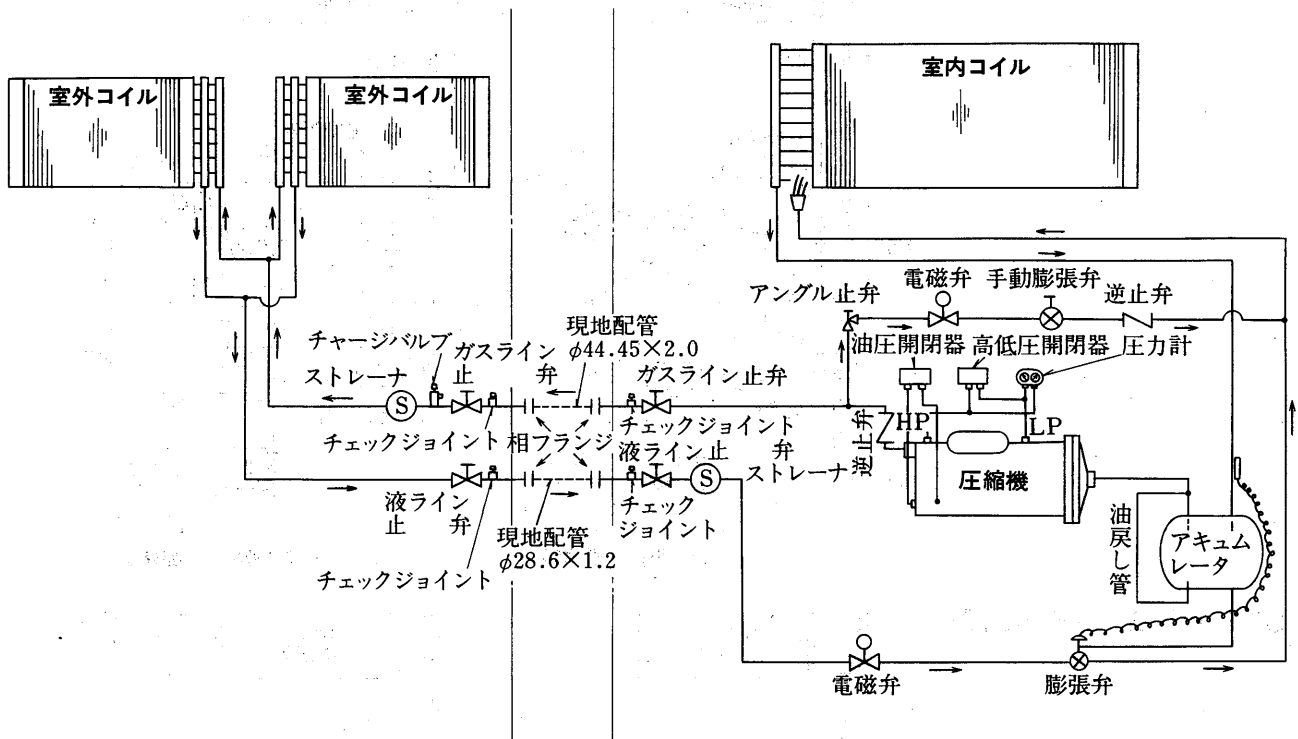 室外コイル
室外コイル
室内コイル
アングル止弁
電磁弁
手動膨張弁
逆止弁
油圧開閉器
高低圧開閉器
圧力計
チャージバルブ
ガスライン
止 弁
現地配管
φ44.45×2.0
ガスライン止弁
ストレーナ
S
チェックジョイント
相フランジ
チェックジョイント
液ライン止
弁
ストレーナ
S
逆止弁
HP
LP
圧縮機
液ライン
止 弁
チェック
ジョイント
現地配管
φ28.6×1.2
チェックジョイント
油戻し管
アキュム
レータ
電磁弁
膨張弁